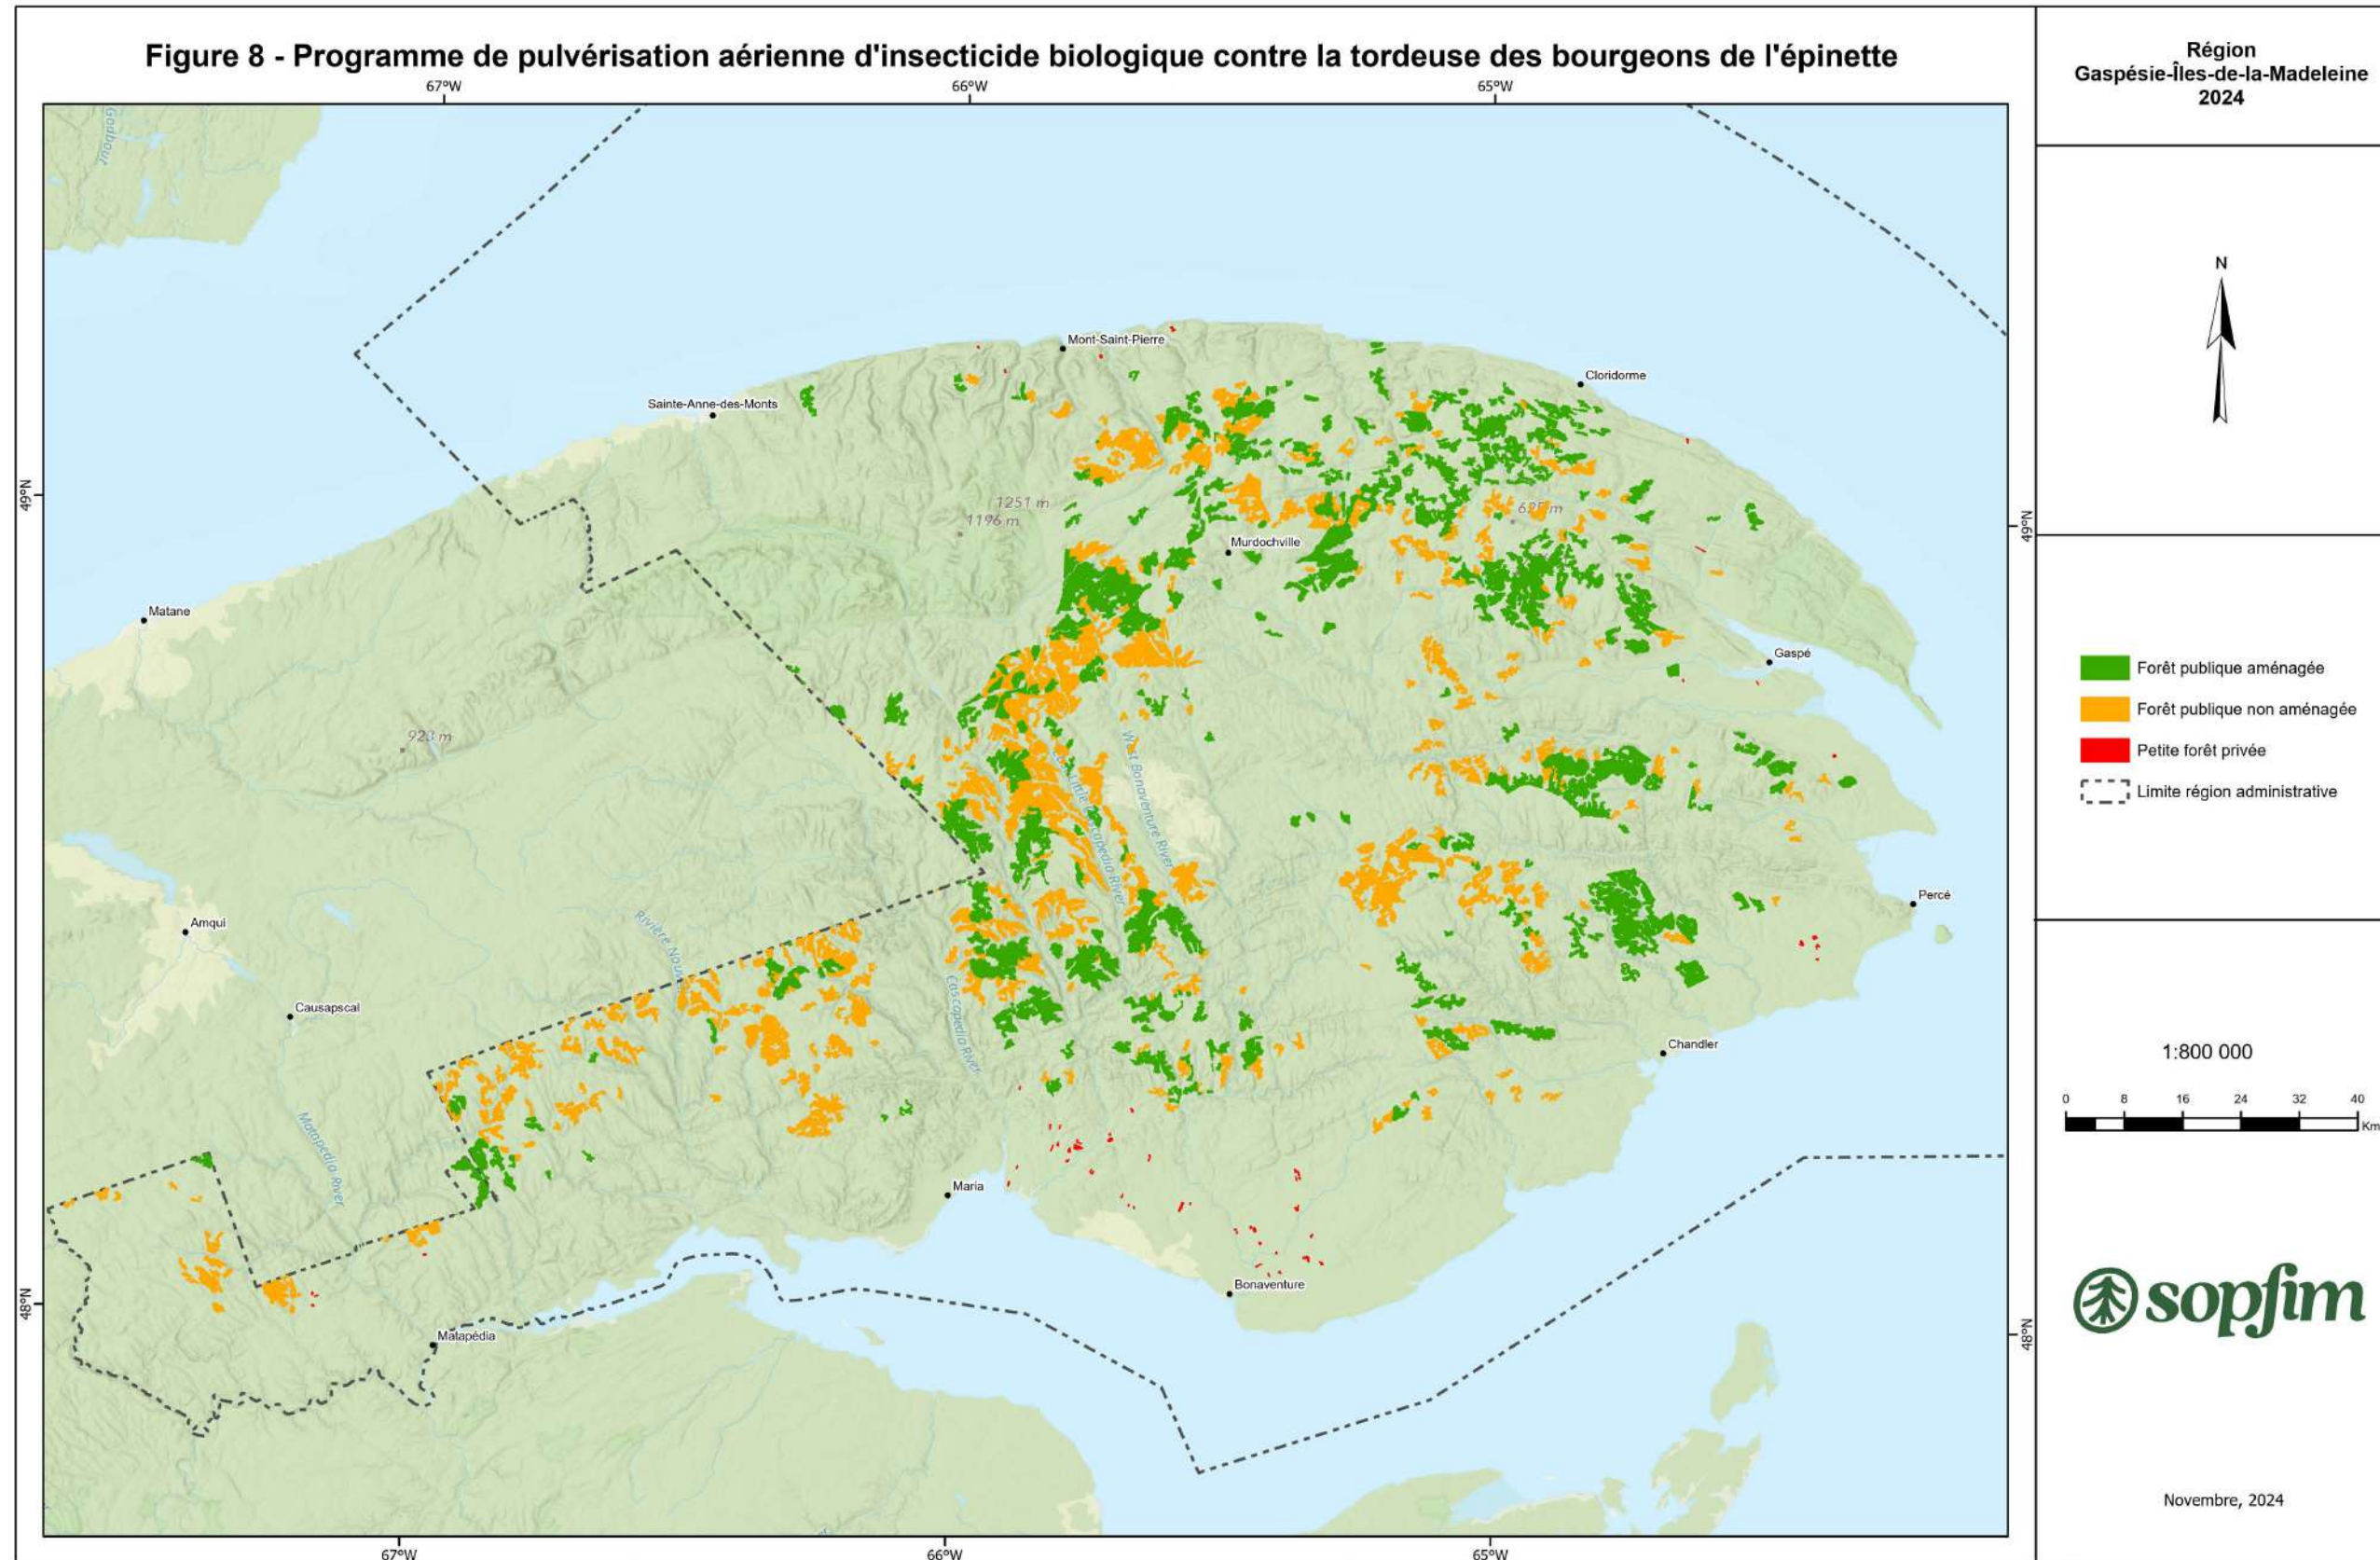 Figure 8 - Programme de pulvérisation aérienne d'insecticide biologique contre la tordeuse des bourgeons de l'épinette
67°W
66°W
65°W
Godbout
Mont-Saint-Pierre
Cloridorme
Sainte-Anne-des-Monts
49°N
1251 m
1196 m
49°N
Murdochville
Matane
Gaspé
923 m
West Bonaventure River
Percé
Amqui
Cascapedia River
Causapscal
Chandler
Matapedia River
Maria
Bonaventure
48°N
Matapédia
48°N
67°W
66°W
65°W
Région
Gaspésie-Îles-de-la-Madeleine
2024
N
Forêt publique aménagée
Forêt publique non aménagée
Petite forêt privée
Limite région administrative
1:800 000
0 8 16 24 32 40
Km
sopfim
Novembre, 2024